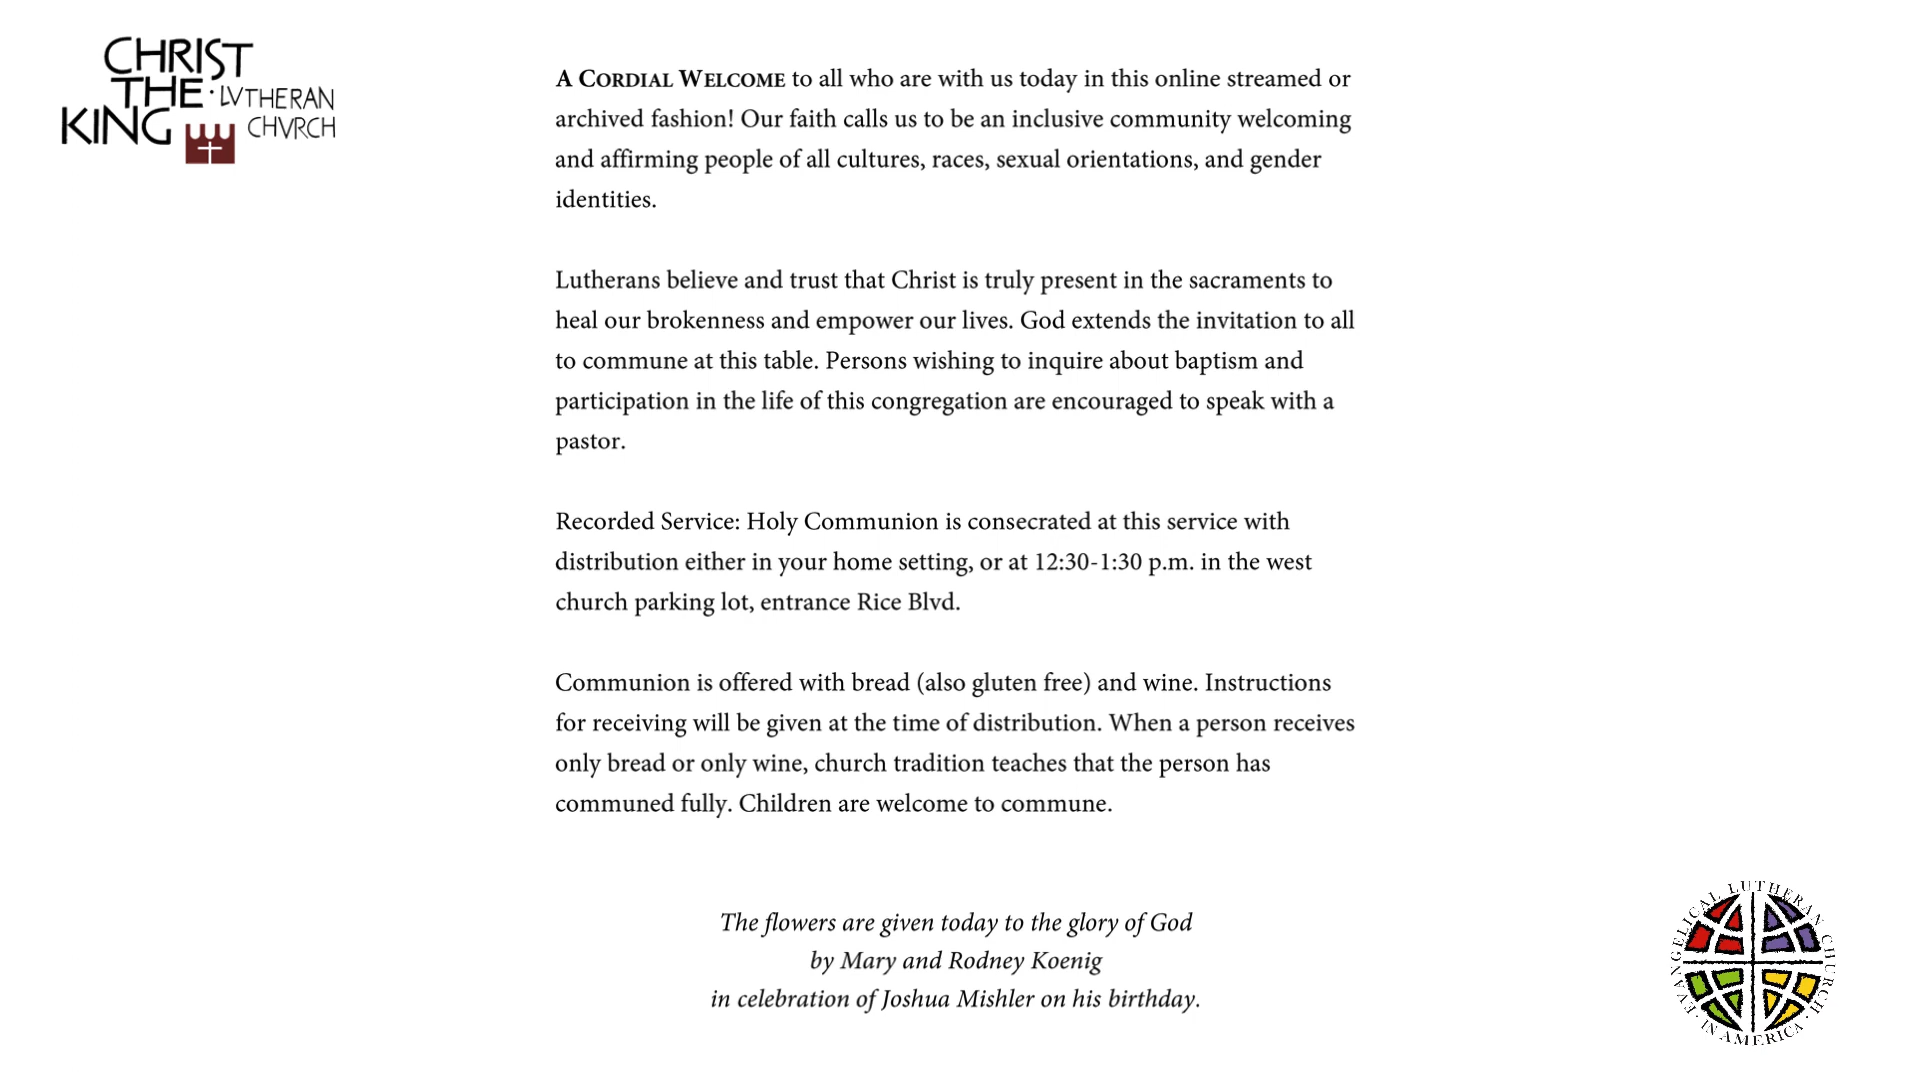 CHRIST
THE · LVTHERAN
KING CHVRCH
A CORDIAL WELCOME to all who are with us today in this online streamed or
archived fashion! Our faith calls us to be an inclusive community welcoming
and affirming people of all cultures, races, sexual orientations, and gender
identities.
Lutherans believe and trust that Christ is truly present in the sacraments to
heal our brokenness and empower our lives. God extends the invitation to all
to commune at this table. Persons wishing to inquire about baptism and
participation in the life of this congregation are encouraged to speak with a
pastor.
Recorded Service: Holy Communion is consecrated at this service with
distribution either in your home setting, or at 12:30-1:30 p.m. in the west
church parking lot, entrance Rice Blvd.
Communion is offered with bread (also gluten free) and wine. Instructions
for receiving will be given at the time of distribution. When a person receives
only bread or only wine, church tradition teaches that the person has
communed fully. Children are welcome to commune.
The flowers are given today to the glory of God
by Mary and Rodney Koenig
in celebration of Joshua Mishler on his birthday.
EVANGELICAL LUTHERAN CHURCH · IN AMERICA ·